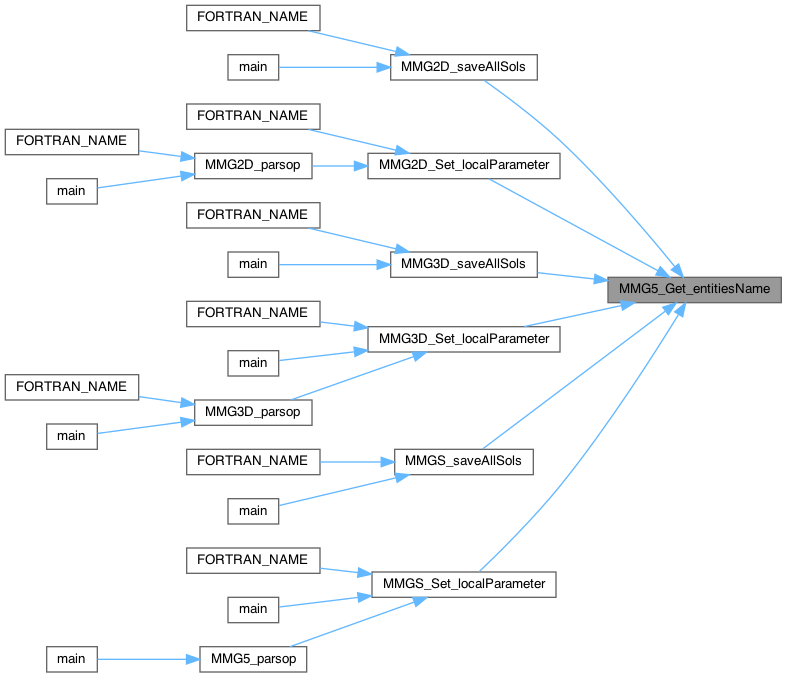 FORTRAN_NAME
main
MMG2D_saveAllSols
FORTRAN_NAME
FORTRAN_NAME
MMG2D_parsop
MMG2D_Set_localParameter
main
FORTRAN_NAME
main
MMG3D_saveAllSols
MMG5_Get_entitiesName
FORTRAN_NAME
MMG3D_Set_localParameter
main
FORTRAN_NAME
MMG3D_parsop
main
FORTRAN_NAME
MMGS_saveAllSols
main
FORTRAN_NAME
MMGS_Set_localParameter
main
main
MMG5_parsop